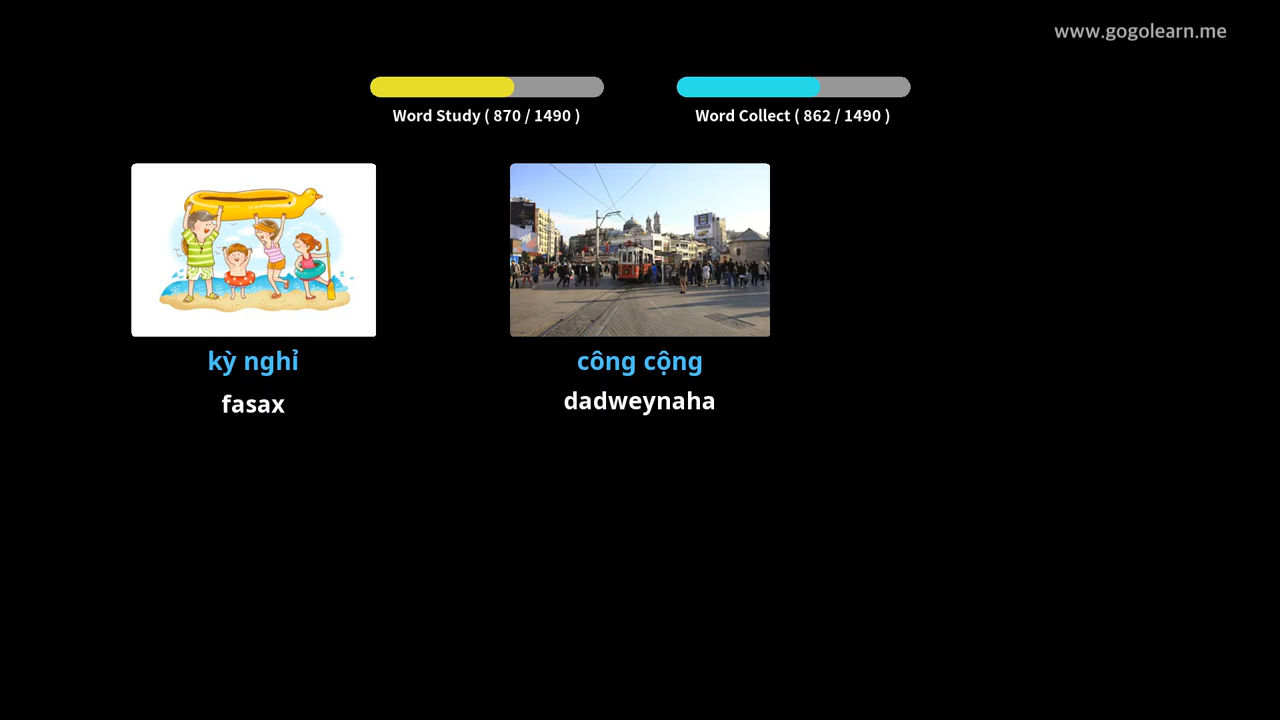 www.gogolearn.me
Word Study ( 870 / 1490 )
Word Collect ( 862 / 1490 )
kỳ nghỉ
công cộng
fasax
dadweynaha